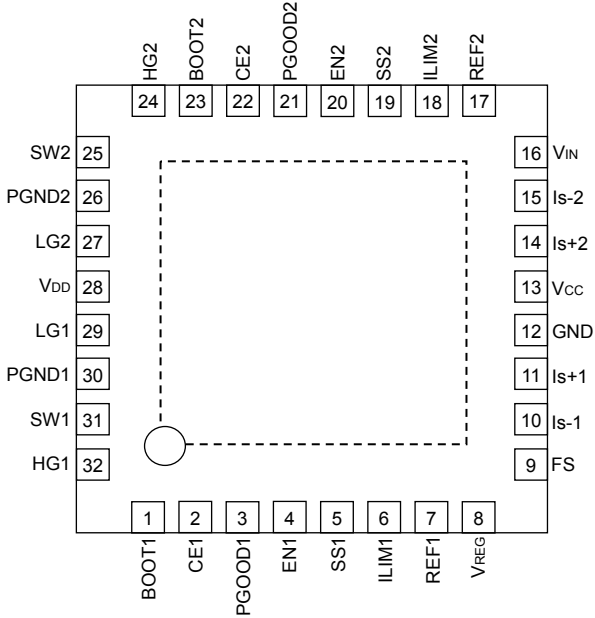 HG2 BOOT2 CE2 PGOOD2 EN2 SS2 ILIM2 REF2
24 23 22 21 20 19 18 17
SW2 25 16 VIN
PGND2 26 15 Is-2
LG2 27 14 Is+2
VDD 28 13 VCC
LG1 29 12 GND
PGND1 30 11 Is+1
SW1 31 10 Is-1
HG1 32 9 FS
1 2 3 4 5 6 7 8
BOOT1 CE1 PGOOD1 EN1 SS1 ILIM1 REF1 VREG